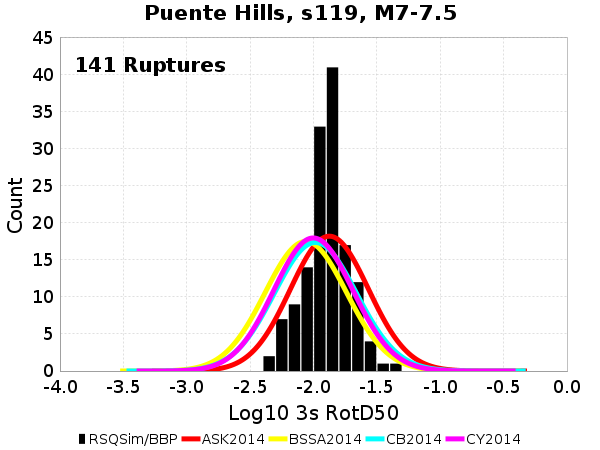 Puente Hills, s119, M7-7.5
141 Ruptures
Count
45
40
35
30
25
20
15
10
5
0
-4.0 -3.5 -3.0 -2.5 -2.0 -1.5 -1.0 -0.5 0.0
Log10 3s RotD50
RSQSim/BBP ASK2014 BSSA2014 CB2014 CY2014